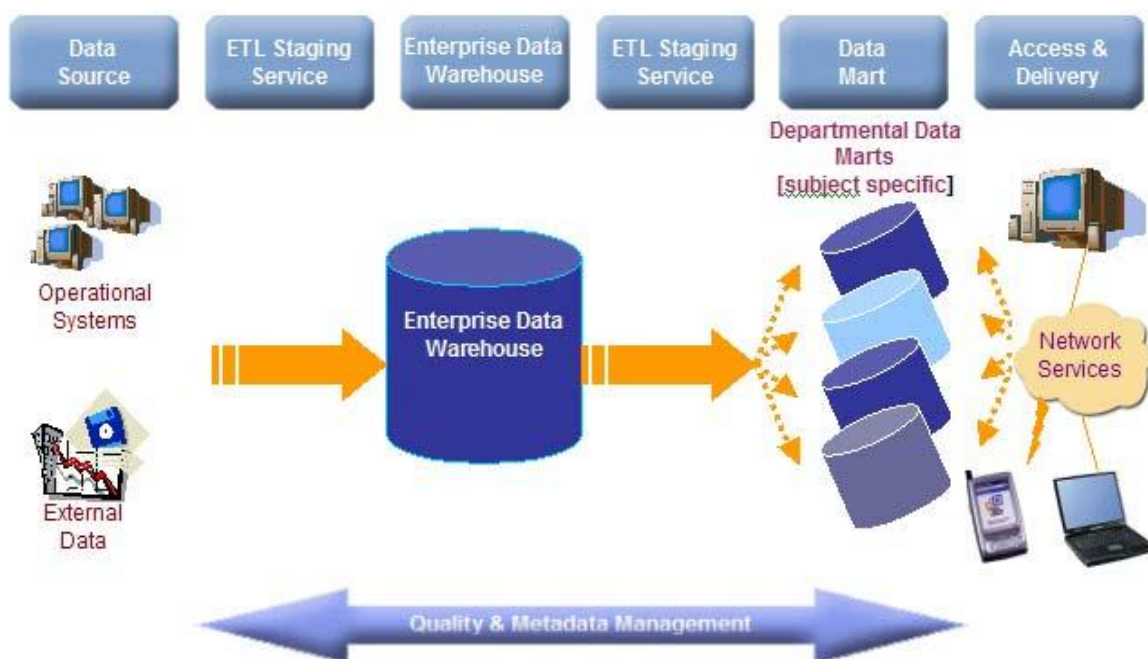 Data
Source
ETL Staging
Service
Enterprise Data
Warehouse
ETL Staging
Service
Data
Mart
Access &
Delivery
Departmental Data
Marts
[subject specific]
Operational
Systems
Enterprise Data
Warehouse
Network
Services
External
Data
Quality & Metadata Management